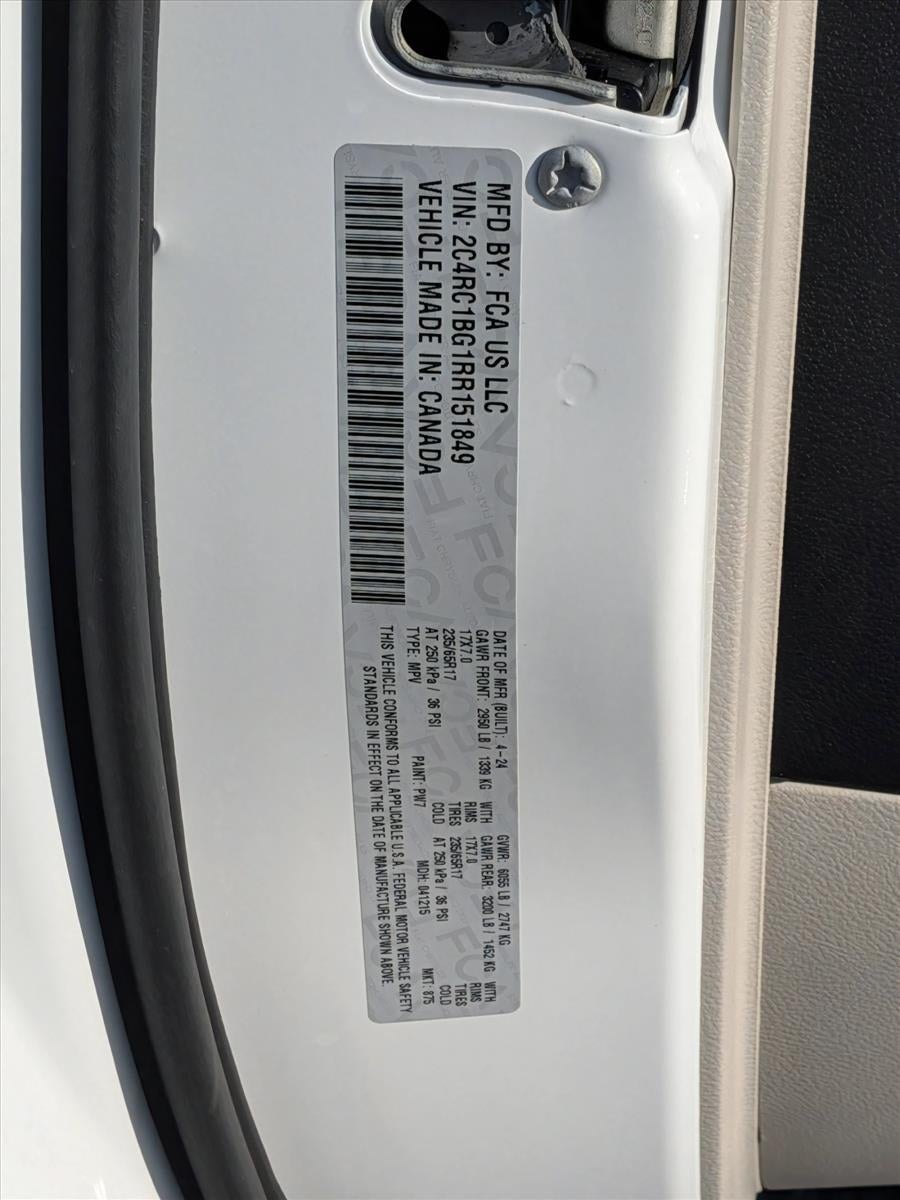 MFD BY: FCA US LLC
VIN: 2C4RC1BG1RR151849
VEHICLE MADE IN: CANADA
DATE OF MFR (BUILT): 4-24 GVWR: 6055 LB / 2747 KG
GAWR FRONT: 2950 LB / 1339 KG WITH GAWR REAR: 3200 LB / 1452 KG WITH
17X7.0 RIMS 17X7.0 RIMS
235/65R17 TIRES 235/65R17 TIRES
AT 250 kPa / 36 PSI COLD AT 250 kPa / 36 PSI COLD
TYPE: MPV PAINT: PW7 MDH: 041215 MKT: 875
THIS VEHICLE CONFORMS TO ALL APPLICABLE U.S.A. FEDERAL MOTOR VEHICLE SAFETY
STANDARDS IN EFFECT ON THE DATE OF MANUFACTURE SHOWN ABOVE.